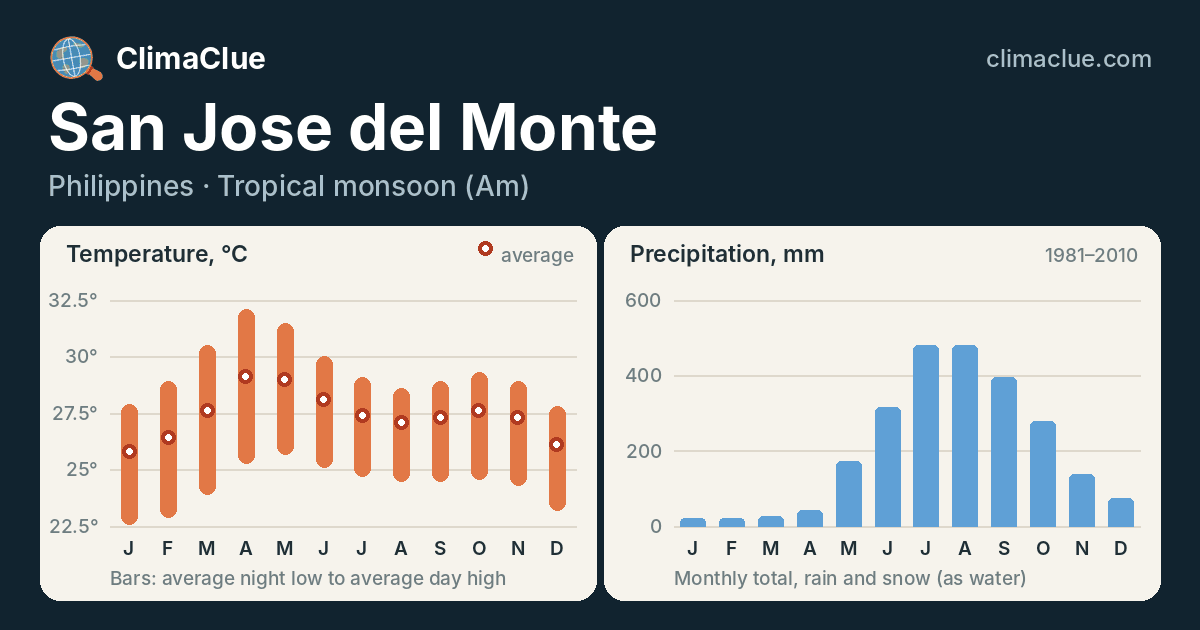 ClimaClue
climaclue.com
San Jose del Monte
Philippines · Tropical monsoon (Am)
Temperature, °C
average
32.5°
30°
27.5°
25°
22.5°
J F M A M J J A S O N D
Bars: average night low to average day high
Precipitation, mm
1981–2010
600
400
200
0
J F M A M J J A S O N D
Monthly total, rain and snow (as water)